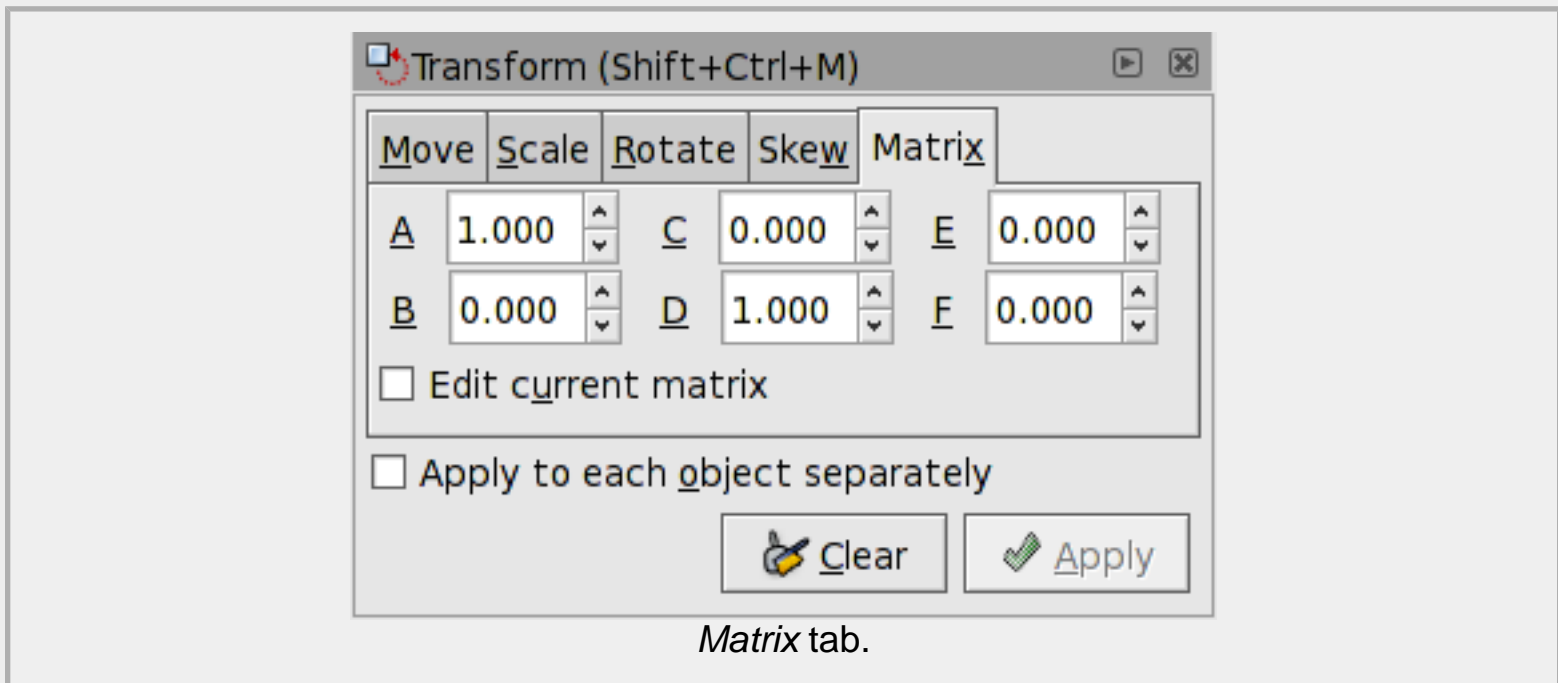 Transform (Shift+Ctrl+M)
Move Scale Rotate Skew Matrix
A 1.000 C 0.000 E 0.000
B 0.000 D 1.000 F 0.000
Edit current matrix
Apply to each object separately
Clear Apply
Matrix tab.